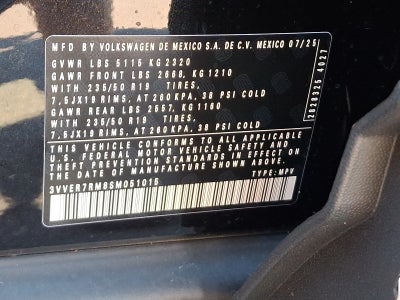 MFD BY VOLKSWAGEN DE MEXICO S.A. DE C.V. MEXICO 07/25
GVWR LBS 5115 KG 2320
GAWR FRONT LBS 2668, KG 1210
WITH 235/50 R19 TIRES,
7.5JX19 RIMS, AT 260 KPA, 38 PSI COLD
GAWR REAR LBS 2557, KG 1160
WITH 235/50 R19 TIRES,
7.5JX19 RIMS, AT 260 KPA, 38 PSI COLD
THIS VEHICLE CONFORMS TO ALL APPLICABLE
U.S. FEDERAL MOTOR VEHICLE SAFETY AND
THEFT PREVENTION STANDARDS IN EFFECT ON THE
DATE OF MANUFACTURE SHOWN ABOVE.
3VVER7RM8SM051015 TYPE: MPV
2828325 4027